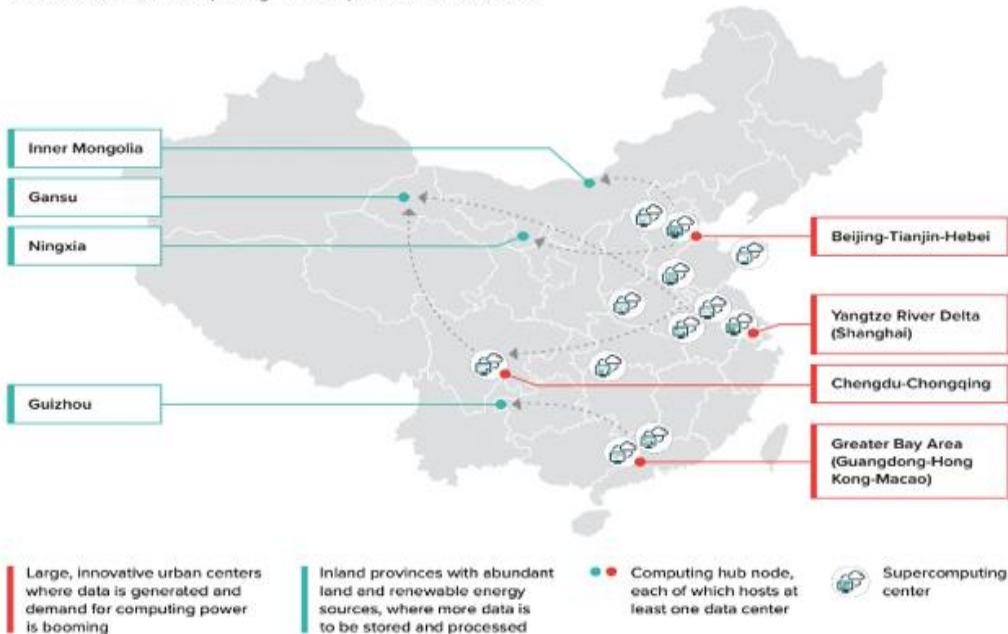 Inner Mongolia
Gansu
Ningxia
Guizhou
Beijing-Tianjin-Hebei
Yangtze River Delta
(Shanghai)
Chengdu-Chongqing
Greater Bay Area
(Guangdong-Hong
Kong-Macao)
Large, innovative urban centers
where data is generated and
demand for computing power
is booming
Inland provinces with abundant
land and renewable energy
sources, where more data is
to be stored and processed
Computing hub node,
each of which hosts at
least one data center
Supercomputing
center